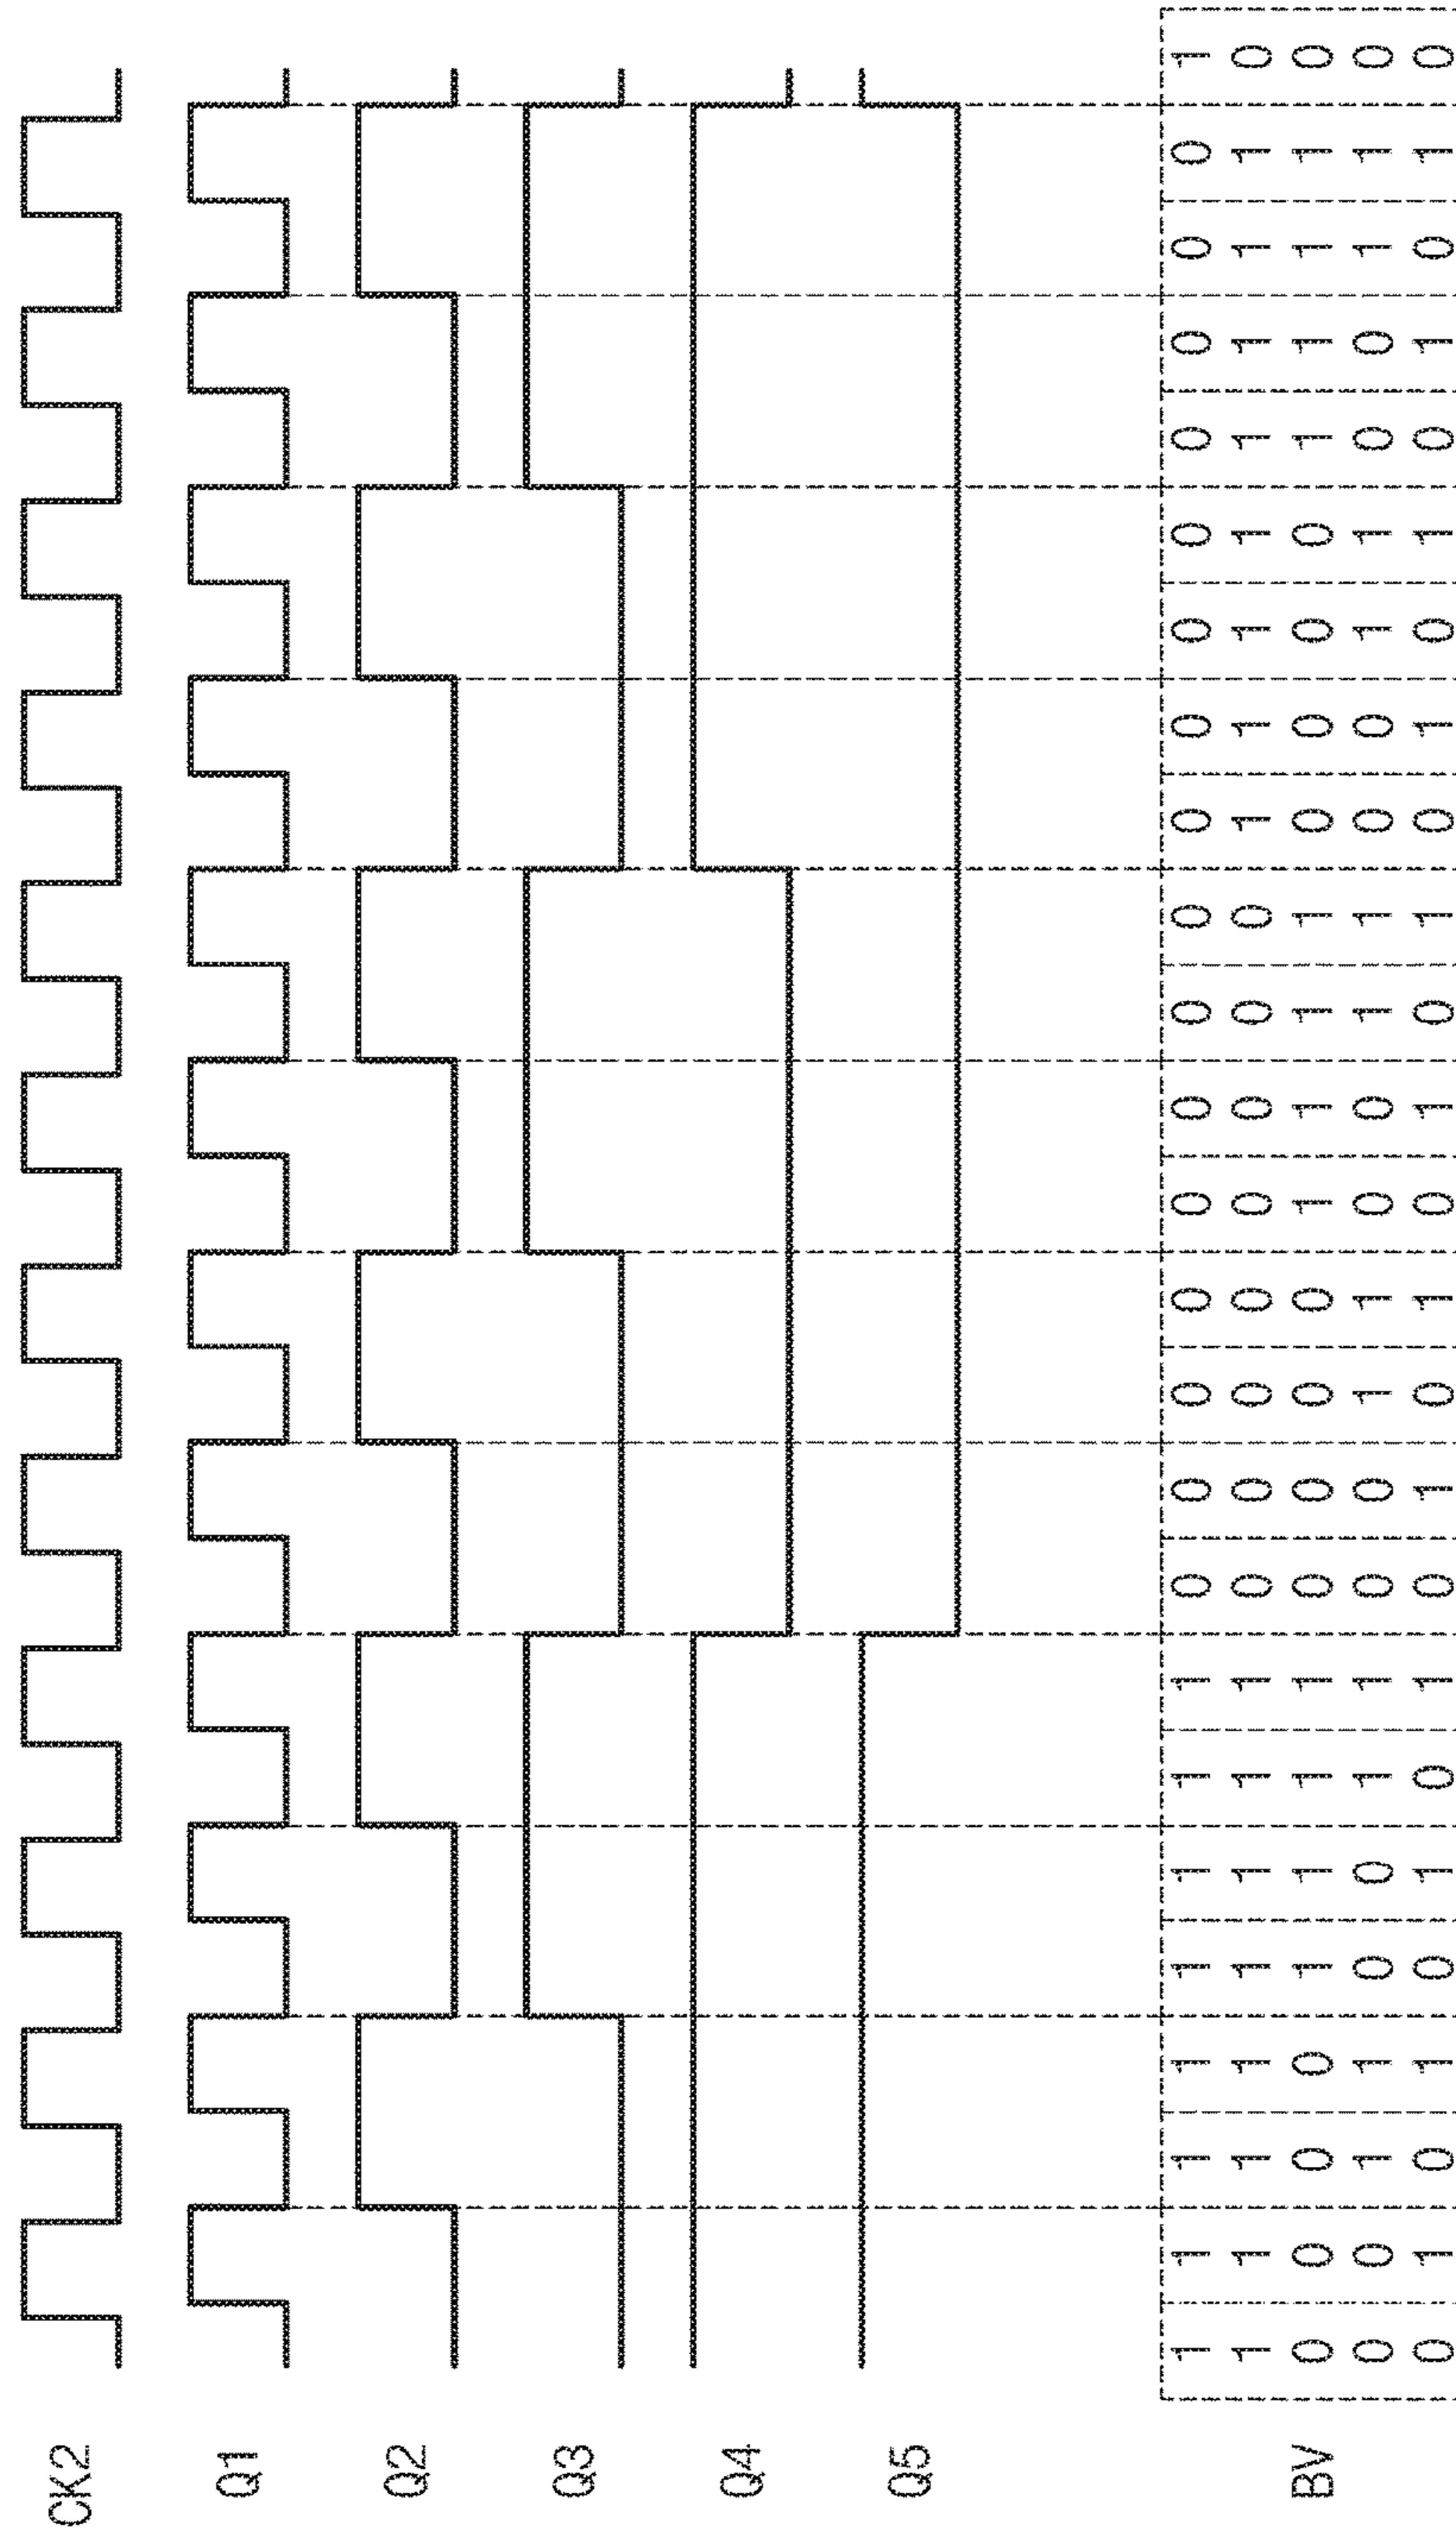 CK2
Q1
Q2
Q3
Q4
Q5
1 1 1 1 1 1 1 1 0 0 0 0 0 0 0 0 0 0 0 0 0 0 0 0 1
1 1 1 1 1 1 1 1 0 0 0 0 0 0 0 0 1 1 1 1 1 1 1 1 0
BV 0 0 0 0 1 1 1 1 0 0 0 0 1 1 1 1 0 0 0 0 1 1 1 1 0
0 0 1 1 0 0 1 1 0 0 1 1 0 0 1 1 0 0 1 1 0 0 1 1 0
0 1 0 1 0 1 0 1 0 1 0 1 0 1 0 1 0 1 0 1 0 1 0 1 0